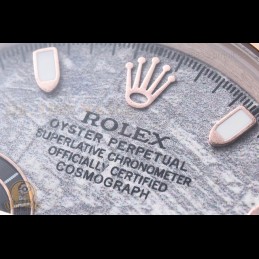 ROLEX
OYSTER PERPETUAL
SUPERLATIVE CHRONOMETER
OFFICIALLY CERTIFIED
COSMOGRAPH